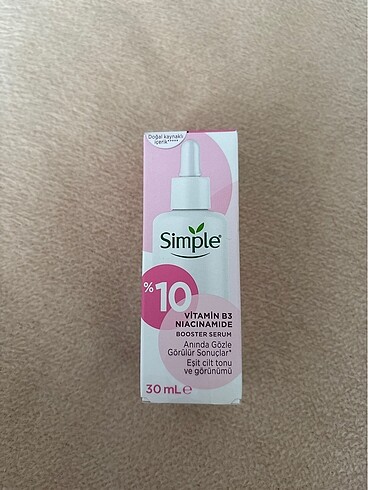 Doğal kaynaklı
içerik*****
Simple®
%10
VİTAMİN B3
NIACINAMIDE
BOOSTER SERUM
Anında Gözle
Görülür Sonuçlar*
Eşit cilt tonu
ve görünümü
30 mL e